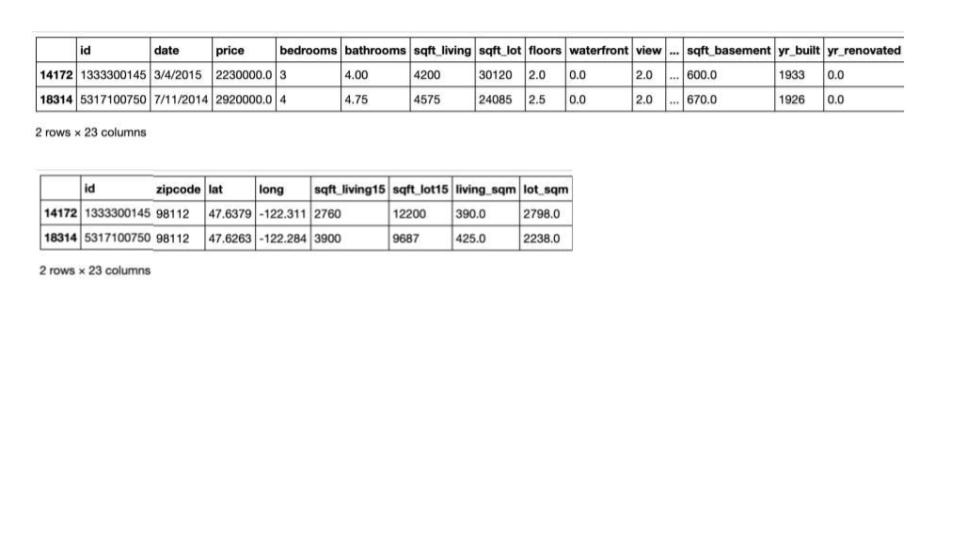 id date price bedrooms bathrooms sqft_living sqft_lot floors waterfront view ... sqft_basement yr_built yr_renovated
14172 1333300145 3/4/2015 2230000.0 3 4.00 4200 30120 2.0 0.0 2.0 ... 600.0 1933 0.0
18314 5317100750 7/11/2014 2920000.0 4 4.75 4575 24085 2.5 0.0 2.0 ... 670.0 1926 0.0
2 rows × 23 columns
id zipcode lat long sqft_living15 sqft_lot15 living_sqm lot_sqm
14172 1333300145 98112 47.6379 -122.311 2760 12200 390.0 2798.0
18314 5317100750 98112 47.6263 -122.284 3900 9687 425.0 2238.0
2 rows × 23 columns